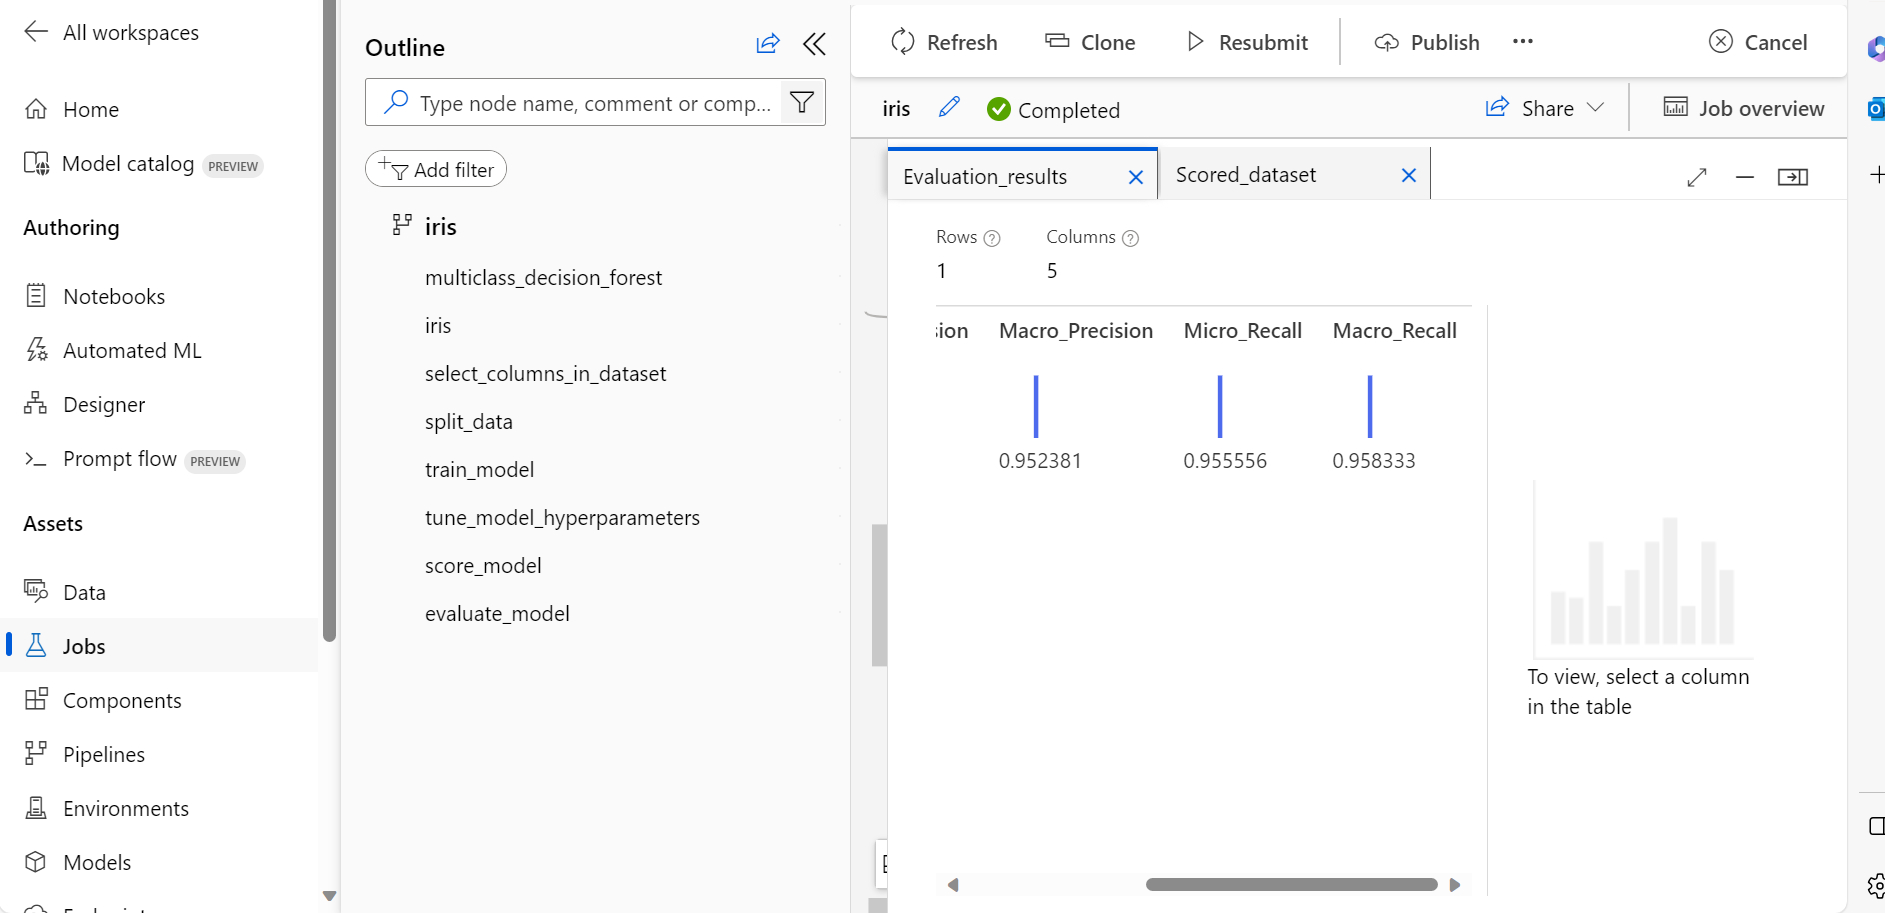 All workspaces
Home
Model catalog PREVIEW
Authoring
Notebooks
Automated ML
Designer
Prompt flow PREVIEW
Assets
Data
Jobs
Components
Pipelines
Environments
Models
Outline
Type node name, comment or comp...
Add filter
iris
multiclass_decision_forest
iris
select_columns_in_dataset
split_data
train_model
tune_model_hyperparameters
score_model
evaluate_model
Refresh Clone Resubmit Publish ... Cancel
iris Completed Share Job overview
Evaluation_results Scored_dataset
Rows Columns
1 5
sion Macro_Precision Micro_Recall Macro_Recall
0.952381 0.955556 0.958333
To view, select a column
in the table